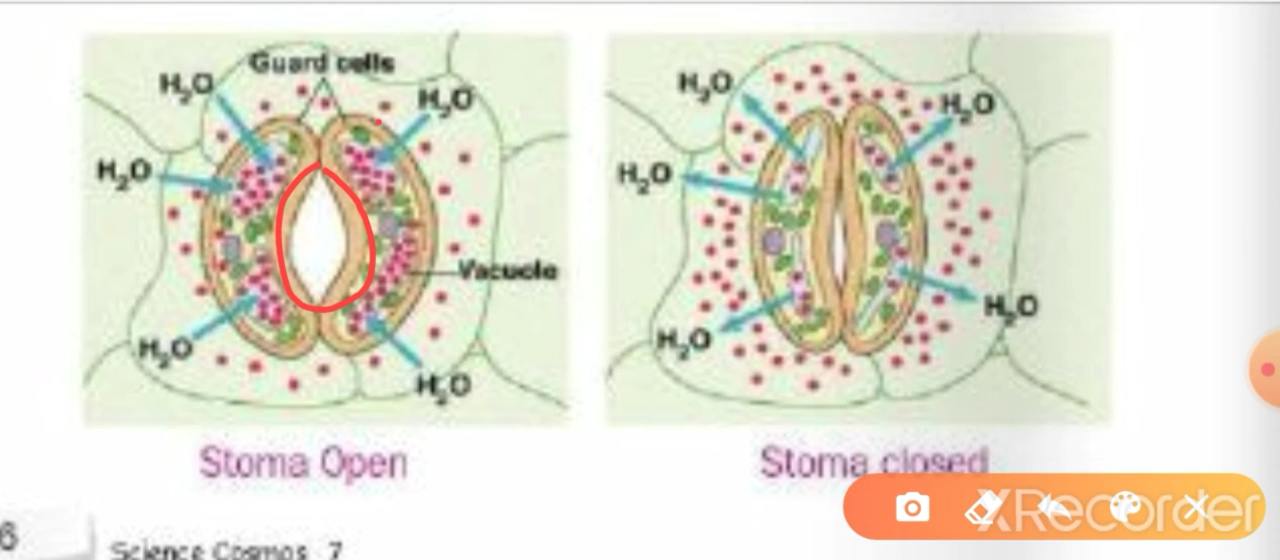 Guard cells
H₂O
H₂O
H₂O
Vacuole
H₂O
H₂O
Stoma Open
H₂O
H₂O
H₂O
H₂O
H₂O
Stoma closed
6
Science Cosmos 7
XRecorder